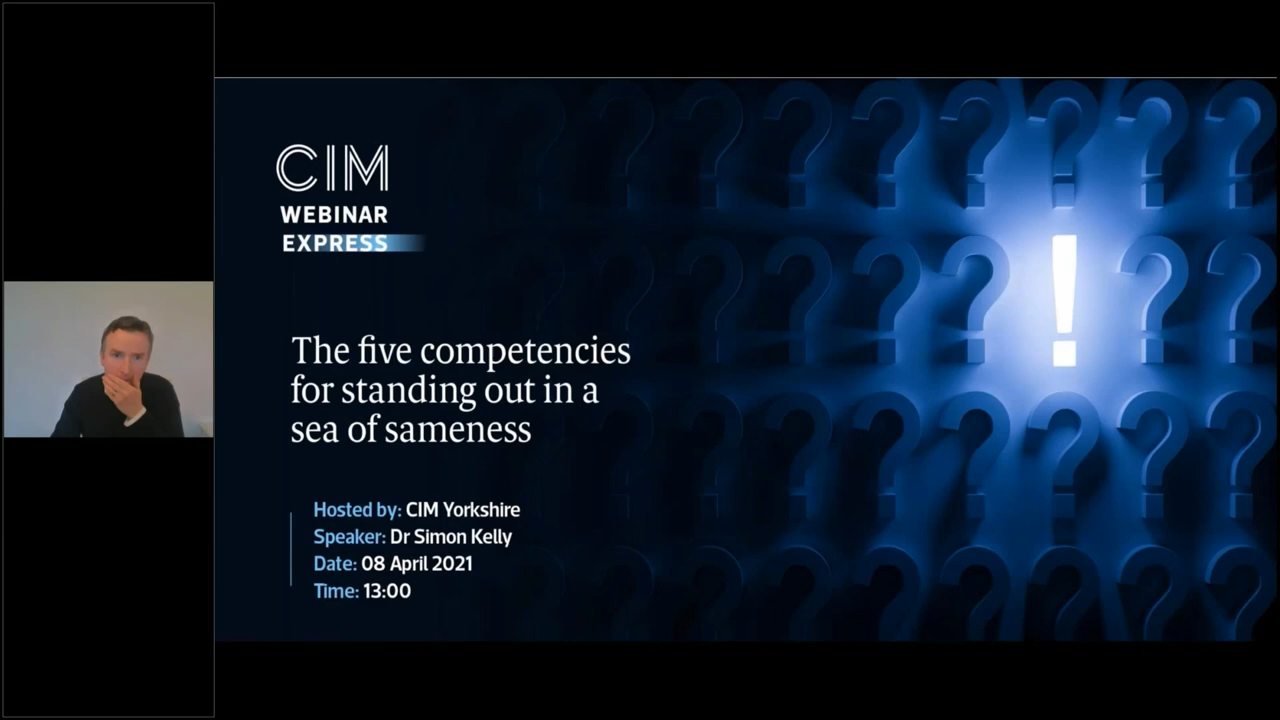 CIM
WEBINAR
EXPRESS
The five competencies
for standing out in a
sea of sameness
Hosted by: CIM Yorkshire
Speaker: Dr Simon Kelly
Date: 08 April 2021
Time: 13:00